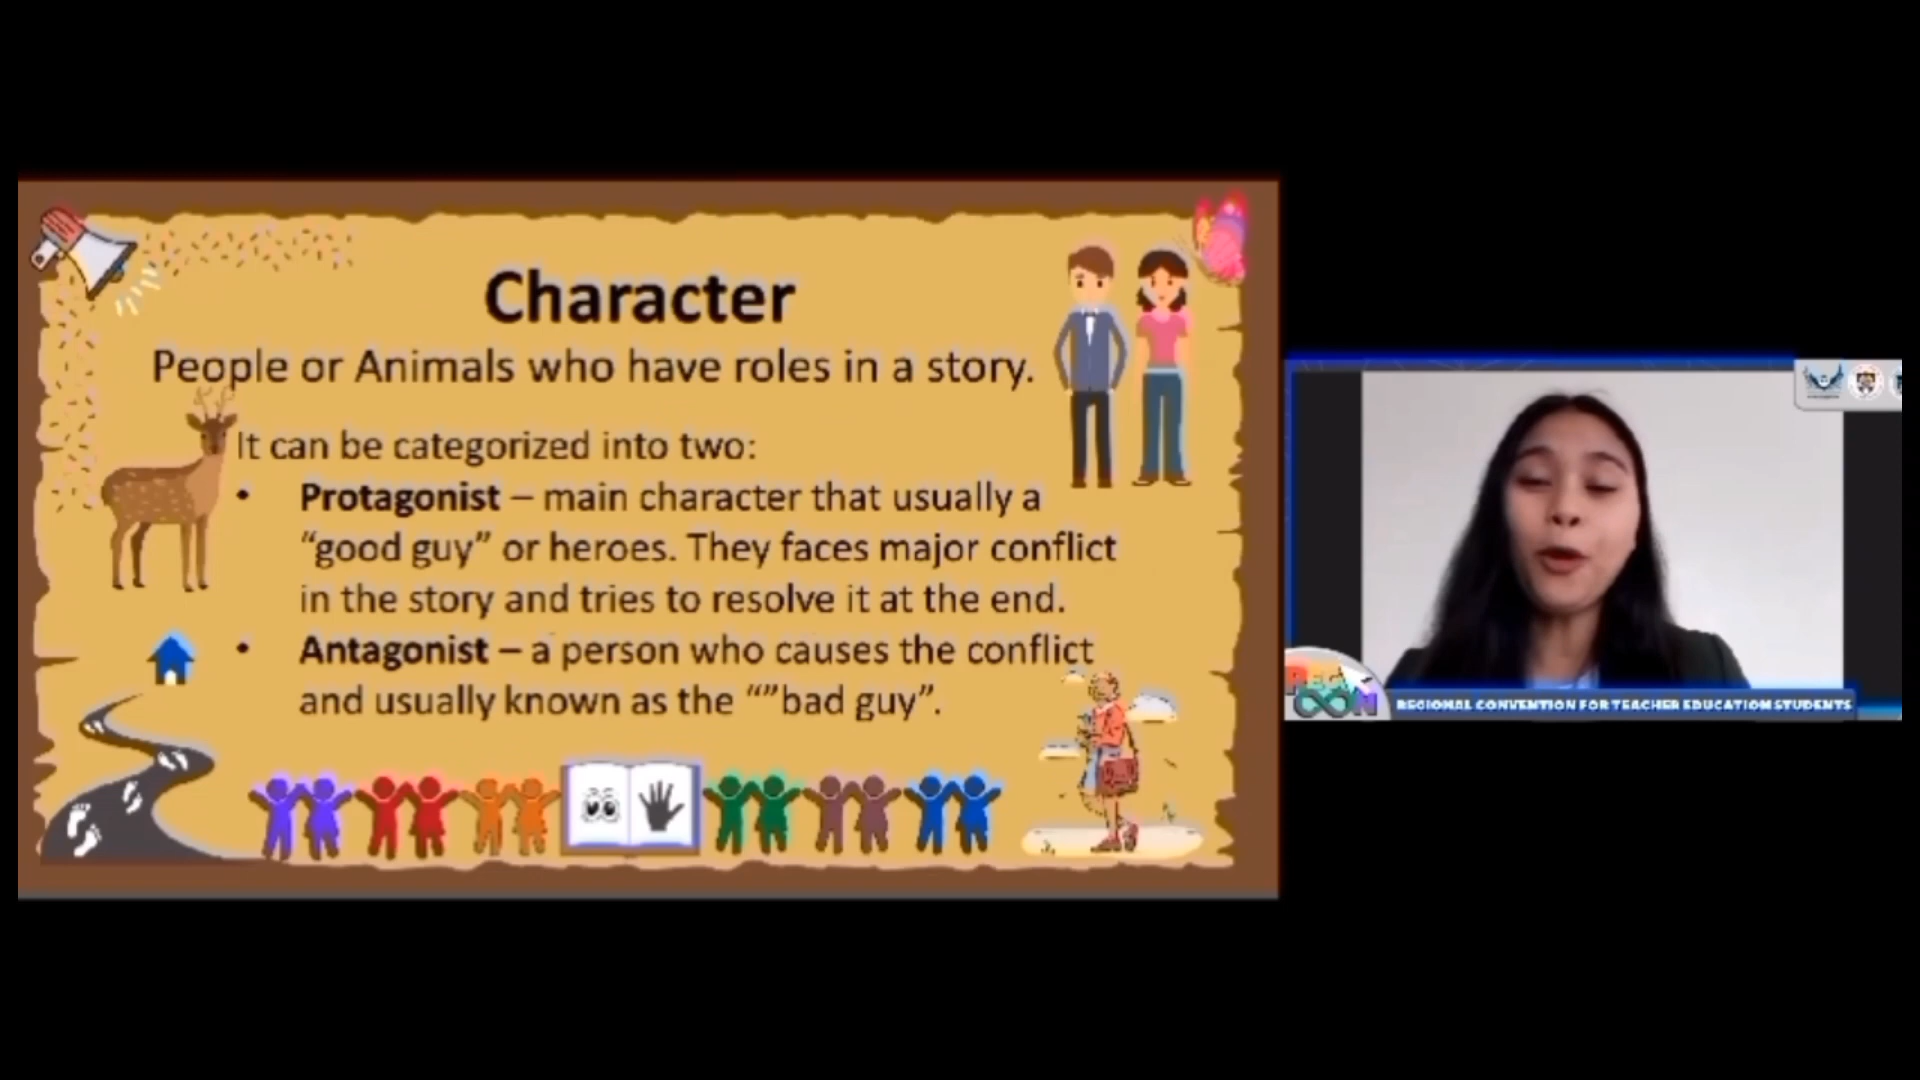 Character
People or Animals who have roles in a story.
It can be categorized into two:
• Protagonist – main character that usually a
“good guy” or heroes. They faces major conflict
in the story and tries to resolve it at the end.
• Antagonist – a person who causes the conflict
and usually known as the “”bad guy”.
REGIONAL CONVENTION FOR TEACHER EDUCATION STUDENTS